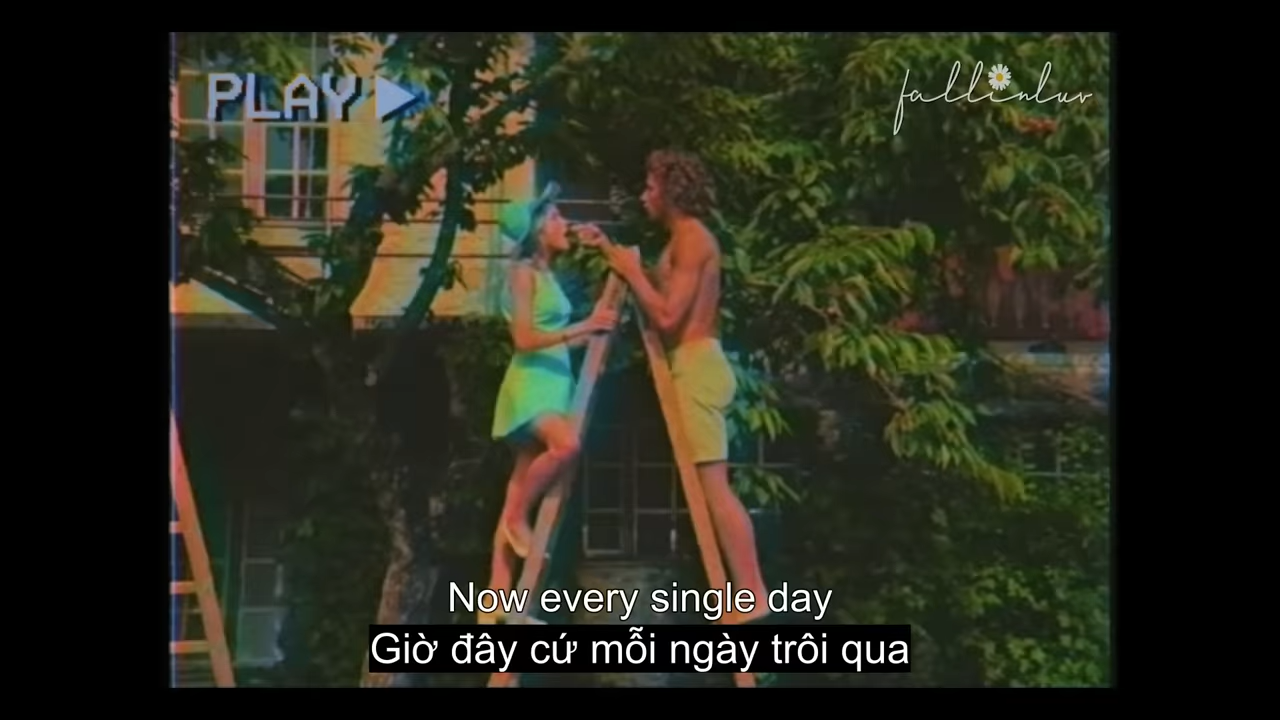 PLAY
fallinluv
Now every single day
Giờ đây cứ mỗi ngày trôi qua